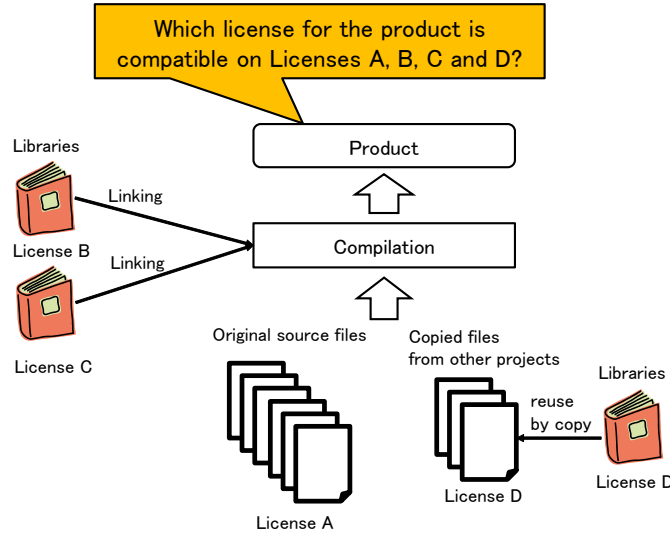 Which license for the product is
compatible on Licenses A, B, C and D?
Product
Libraries
Linking
License B
Compilation
Linking
License C
Original source files
Copied files
from other projects
Libraries
reuse
by copy
License D
License D
License A